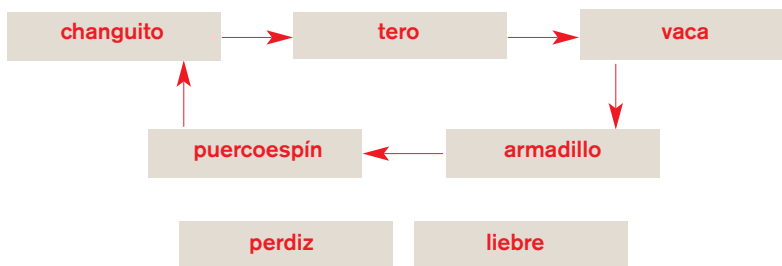 changuito tero vaca
puercoespín armadillo
perdiz liebre